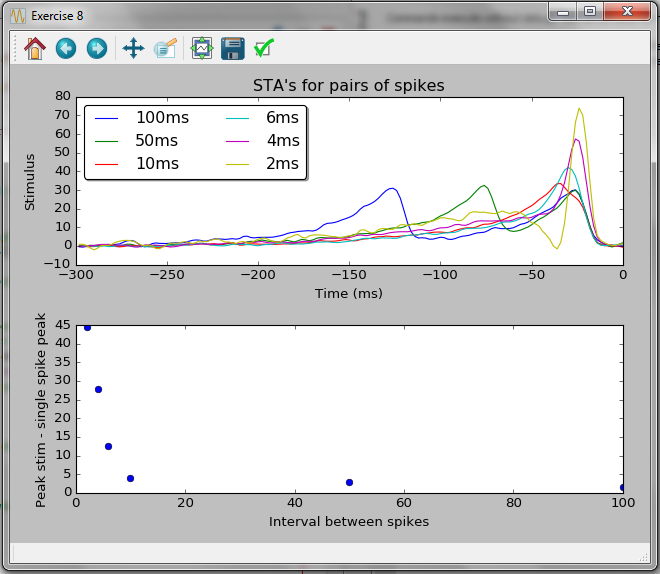 Exercise 8
STA's for pairs of spikes
80
70
60
50
40
30
20
10
0
−10
Stimulus
100ms
50ms
10ms
6ms
4ms
2ms
−300 −250 −200 −150 −100 −50 0
Time (ms)
45
40
35
30
25
20
15
10
5
0
Peak stim - single spike peak
0 20 40 60 80 100
Interval between spikes